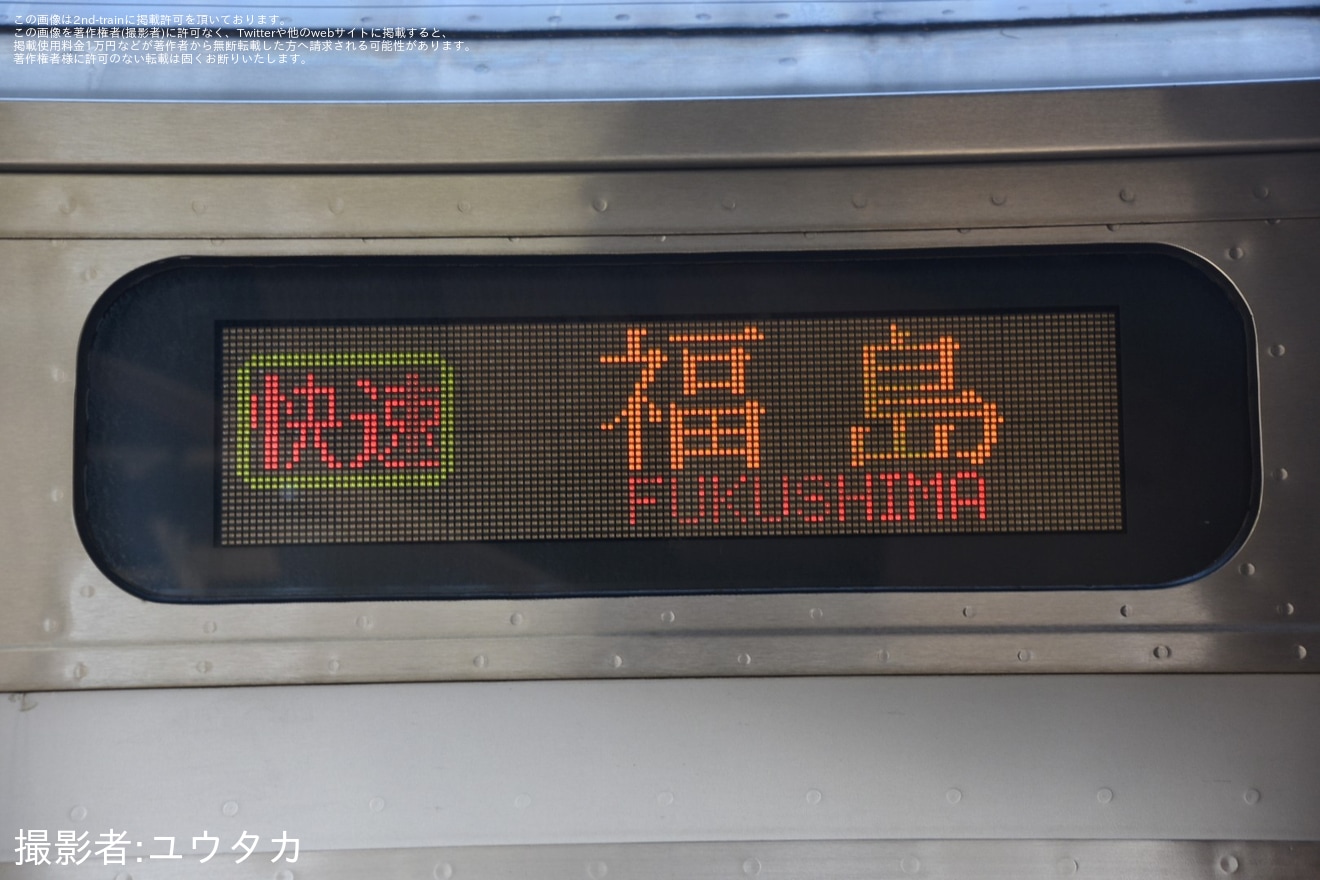 この画像は2nd-trainに掲載許可を頂いております。
この画像を著作権者(撮影者)に許可なく、Twitterや他のwebサイトに掲載すると、
掲載使用料金1万円などが著作者から無断転載した方へ請求される可能性があります。
著作権者様に許可のない転載は固くお断りいたします。
快速 福島
FUKUSHIMA
撮影者:ユウタカ